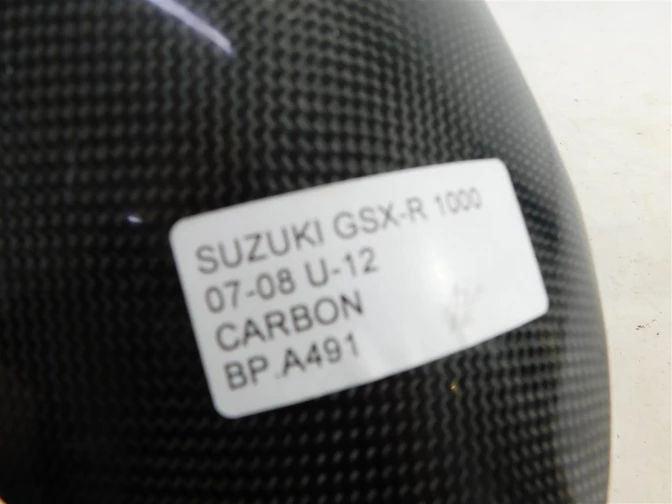 SUZUKI GSX-R 1000
07-08 U-12
CARBON
BP.A491